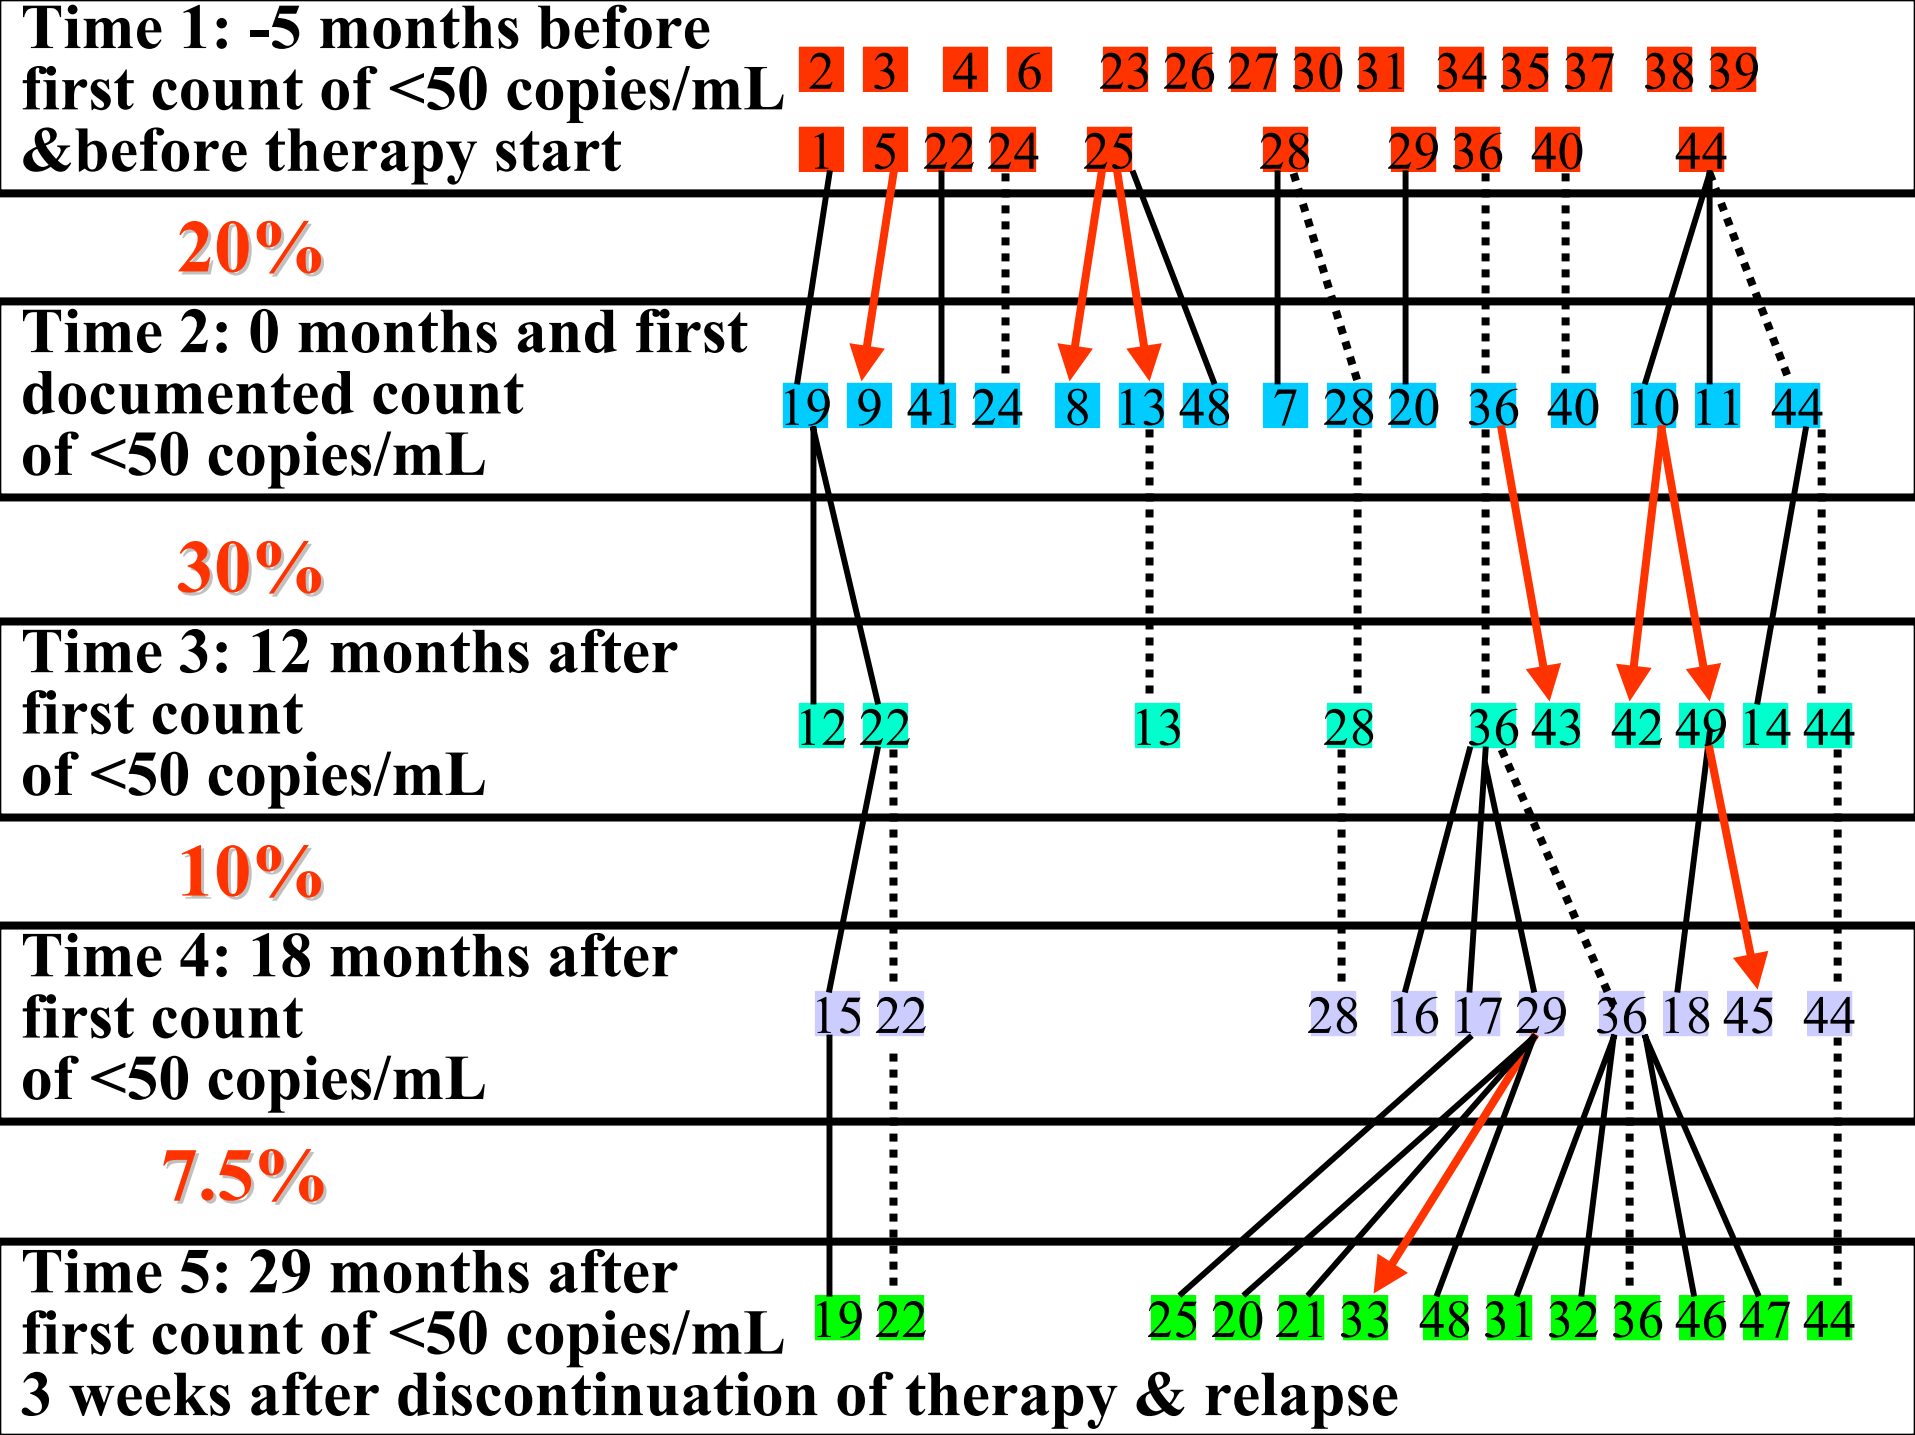 Time 1: -5 months before
first count of <50 copies/mL
&before therapy start
2 3 4 6 23 26 27 30 31 34 35 37 38 39
1 5 22 24 25 28 29 36 40 44
20%
Time 2: 0 months and first
documented count
of <50 copies/mL
19 9 41 24 8 13 48 7 28 20 36 40 10 11 44
30%
Time 3: 12 months after
first count
of <50 copies/mL
12 22 13 28 36 43 42 49 14 44
10%
Time 4: 18 months after
first count
of <50 copies/mL
15 22 28 16 17 29 36 18 45 44
7.5%
Time 5: 29 months after
first count of <50 copies/mL
3 weeks after discontinuation of therapy & relapse
19 22 25 20 21 33 48 31 32 36 46 47 44